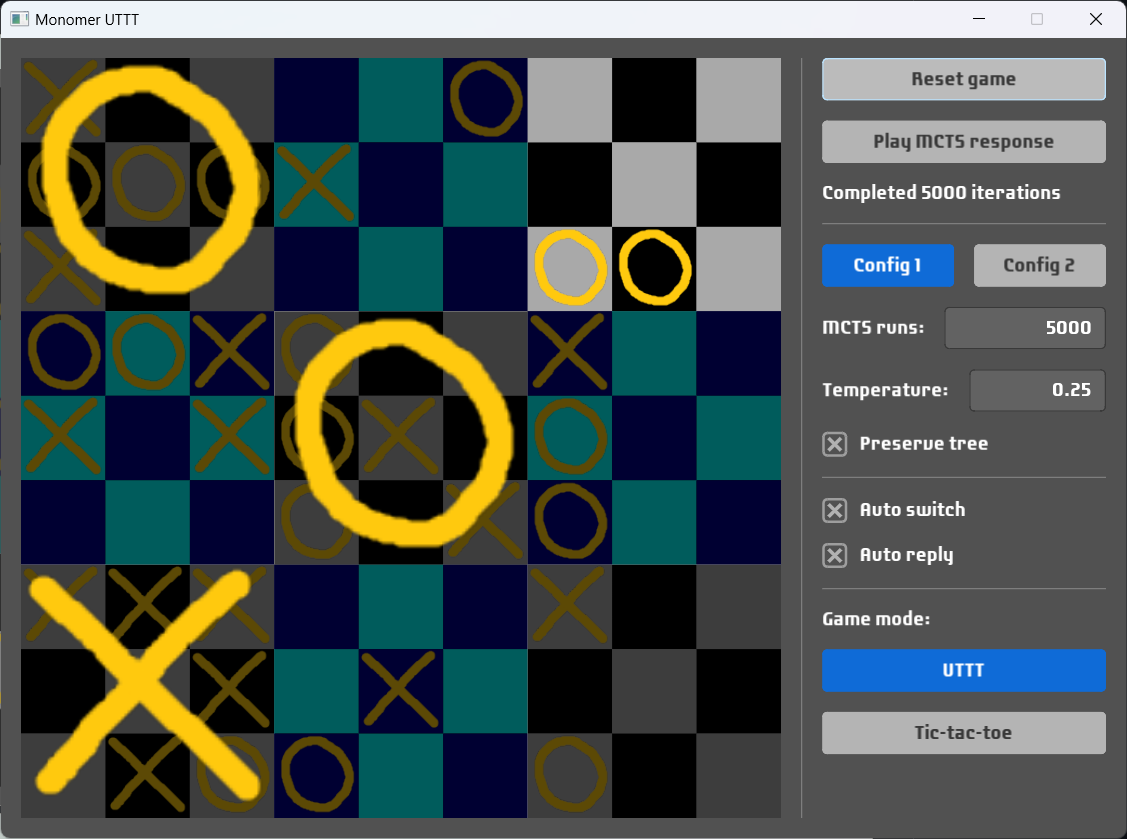 Monomer UTTT
Reset game
Play MCTS response
Completed 5000 iterations
Config 1
Config 2
MCTS runs:
5000
Temperature:
0.25
Preserve tree
Auto switch
Auto reply
Game mode:
UTTT
Tic-tac-toe